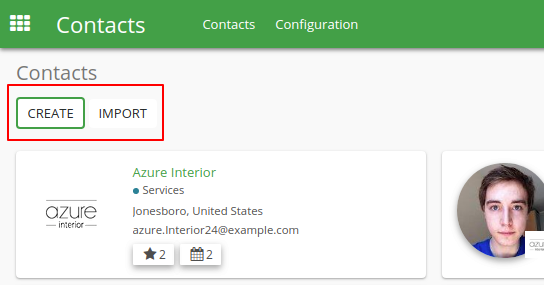 Contacts Contacts Configuration
Contacts
CREATE IMPORT
Azure Interior
Services
azure
interior
Jonesboro, United States
azure.Interior24@example.com
2 2